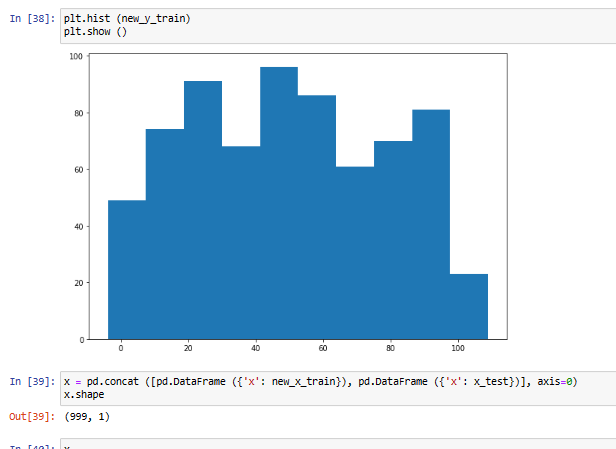 In [38]: plt.hist (new_y_train)
plt.show ()
100
80
60
40
20
0
0 20 40 60 80 100
In [39]: x = pd.concat ([pd.DataFrame ({'x': new_x_train}), pd.DataFrame ({'x': x_test})], axis=0)
x.shape
Out[39]: (999, 1)
In [40]: x